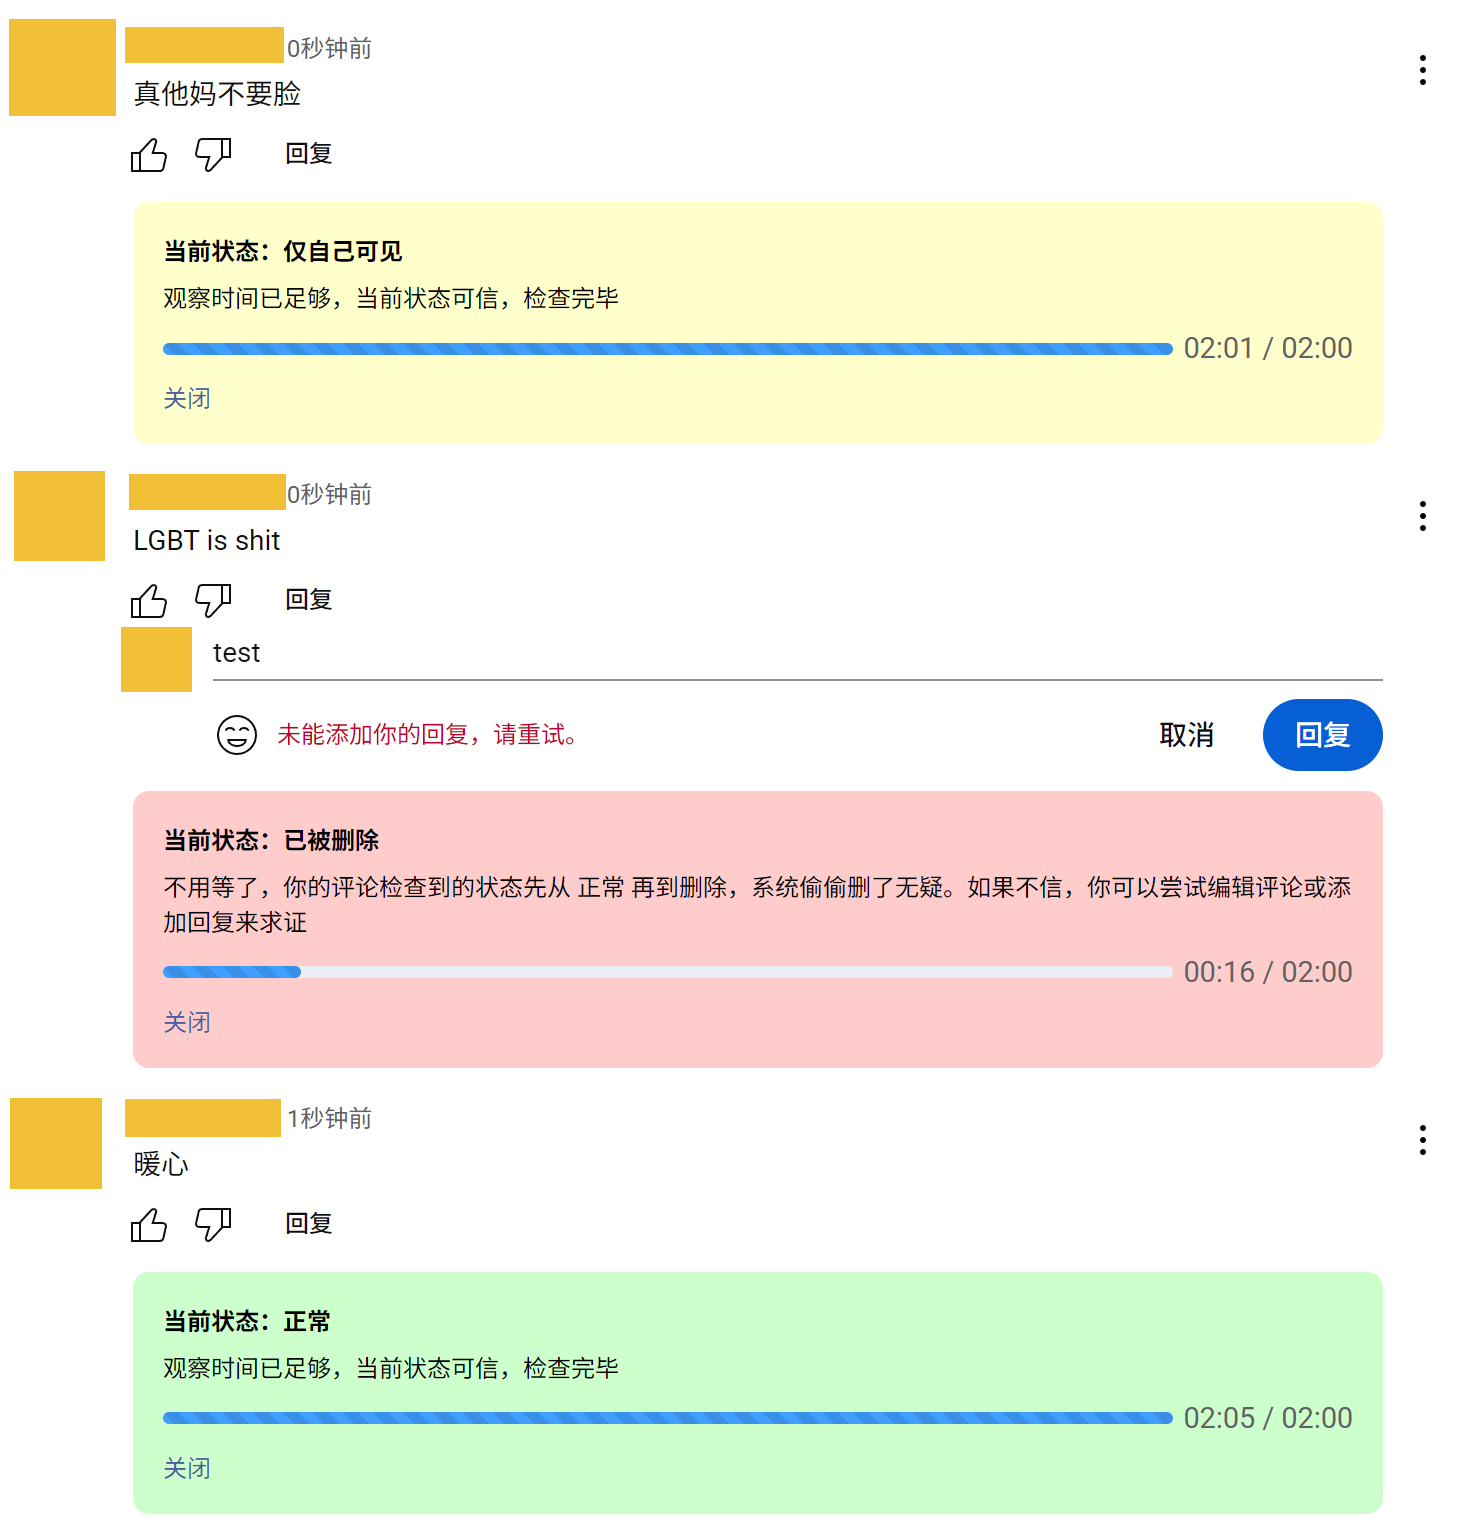 0秒钟前
真他妈不要脸
回复
当前状态：仅自己可见
观察时间已足够，当前状态可信，检查完毕
02:01 / 02:00
关闭
0秒钟前
LGBT is shit
回复
test
未能添加你的回复，请重试。
取消
回复
当前状态：已被删除
不用等了，你的评论检查到的状态先从 正常 再到删除，系统偷偷删了无疑。如果不信，你可以尝试编辑评论或添
加回复来求证
00:16 / 02:00
关闭
1秒钟前
暖心
回复
当前状态：正常
观察时间已足够，当前状态可信，检查完毕
02:05 / 02:00
关闭